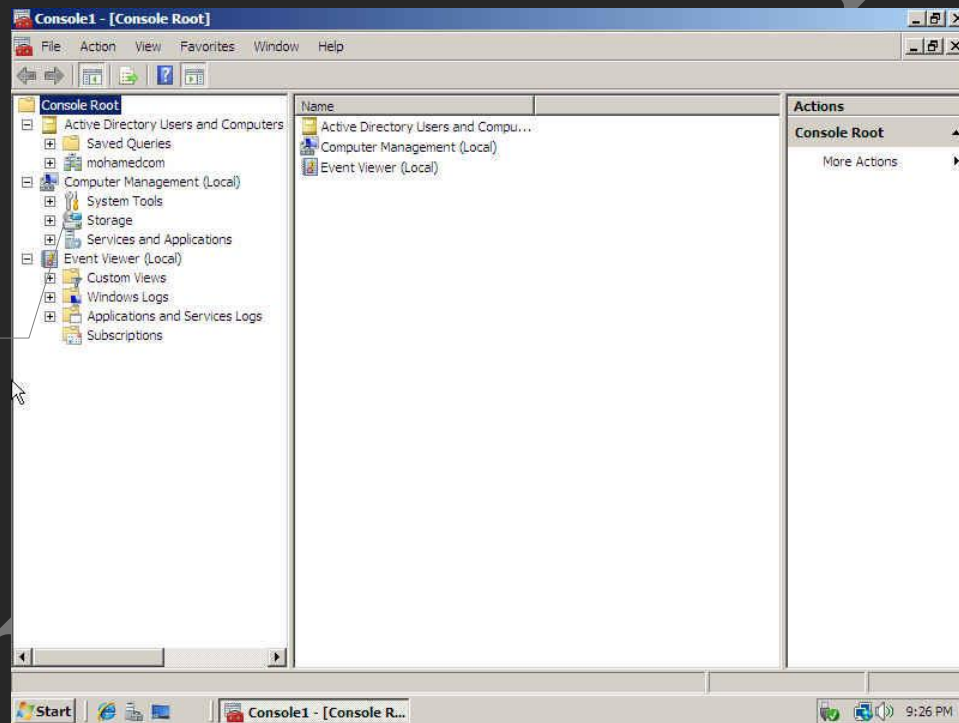 Console1 - [Console Root]
File Action View Favorites Window Help
Console Root
Active Directory Users and Computers
Saved Queries
mohamedcom
Computer Management (Local)
System Tools
Storage
Services and Applications
Event Viewer (Local)
Custom Views
Windows Logs
Applications and Services Logs
Subscriptions
Name
Active Directory Users and Compu...
Computer Management (Local)
Event Viewer (Local)
Actions
Console Root
More Actions
Start
Console1 - [Console R...
9:26 PM